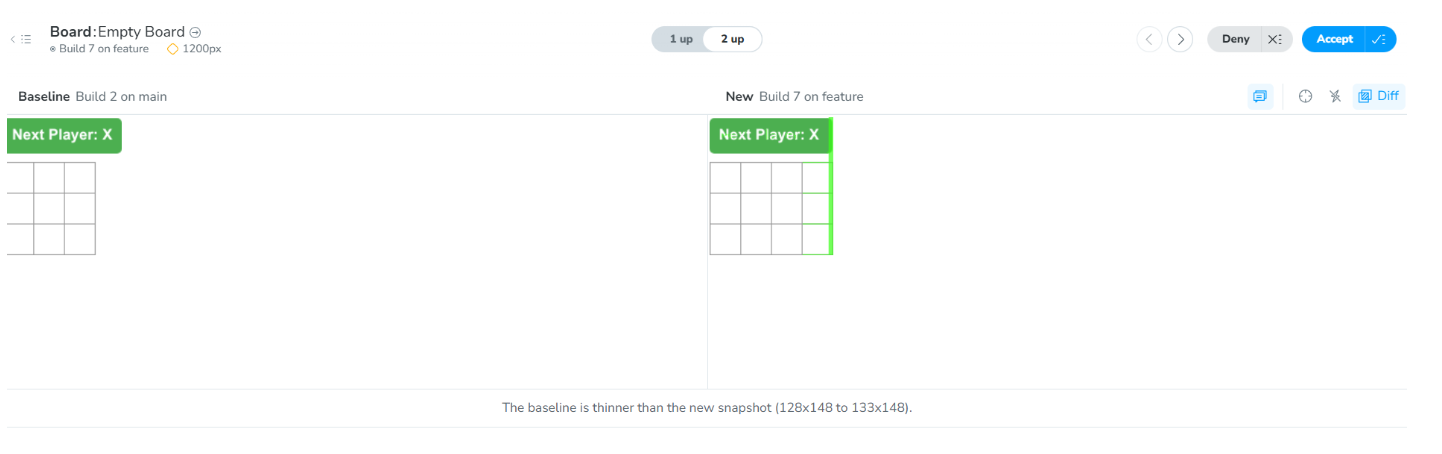 Board: Empty Board
Build 7 on feature 1200px
1 up 2 up
Deny Accept
Baseline Build 2 on main
New Build 7 on feature
Diff
Next Player: X
Next Player: X
The baseline is thinner than the new snapshot (128x148 to 133x148).